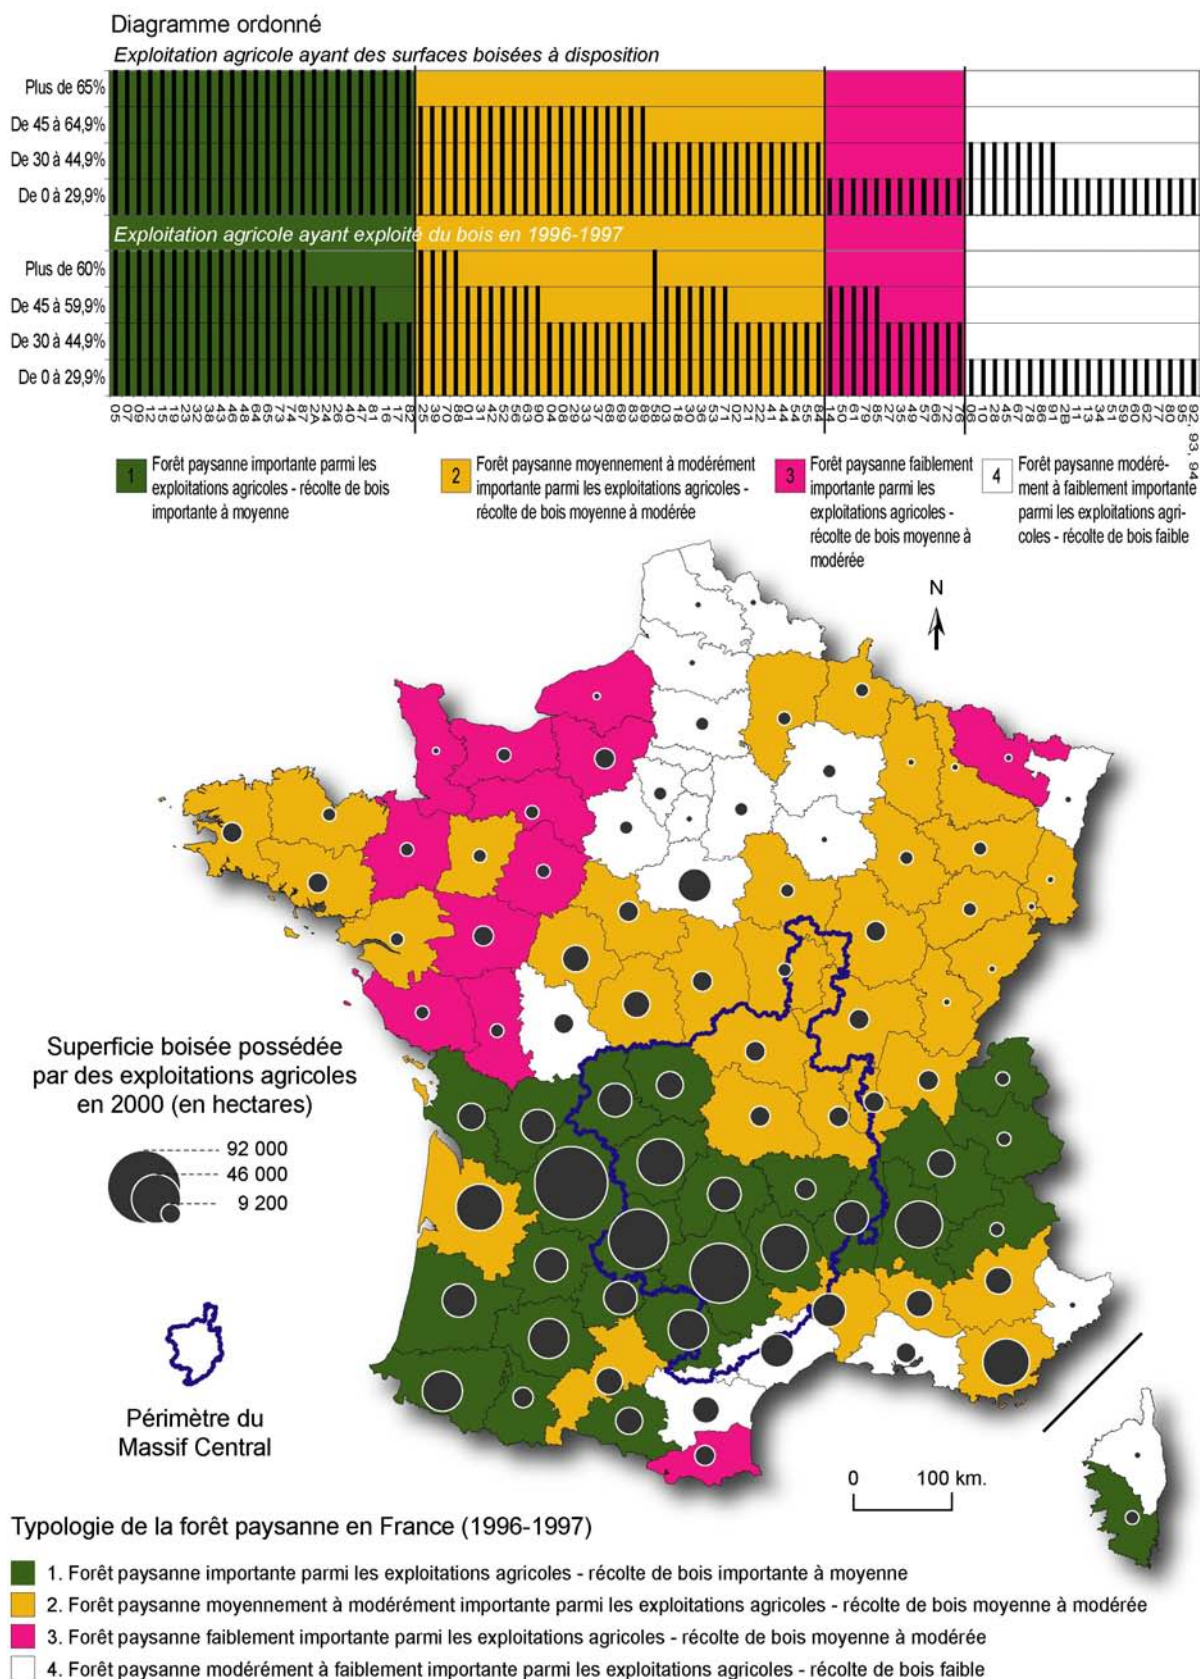 Diagramme ordonné
Exploitation agricole ayant des surfaces boisées à disposition
Plus de 65%
De 45 à 64,9%
De 30 à 44,9%
De 0 à 29,9%
Exploitation agricole ayant exploité du bois en 1996-1997
Plus de 60%
De 45 à 59,9%
De 30 à 44,9%
De 0 à 29,9%
92, 93, 94
1
Forêt paysanne importante parmi les
exploitations agricoles - récolte de bois
importante à moyenne
2
Forêt paysanne moyennement à modérément
importante parmi les exploitations agricoles -
récolte de bois moyenne à modérée
3
Forêt paysanne faiblement
importante parmi les
exploitations agricoles -
récolte de bois moyenne à
modérée
4
Forêt paysanne modéré-
ment à faiblement importante
parmi les exploitations agri-
coles - récolte de bois faible
N
Superficie boisée possédée
par des exploitations agricoles
en 2000 (en hectares)
92 000
46 000
9 200
Périmètre du
Massif Central
0 100 km.
Typologie de la forêt paysanne en France (1996-1997)
1. Forêt paysanne importante parmi les exploitations agricoles - récolte de bois importante à moyenne
2. Forêt paysanne moyennement à modérément importante parmi les exploitations agricoles - récolte de bois moyenne à modérée
3. Forêt paysanne faiblement importante parmi les exploitations agricoles - récolte de bois moyenne à modérée
4. Forêt paysanne modérément à faiblement importante parmi les exploitations agricoles - récolte de bois faible